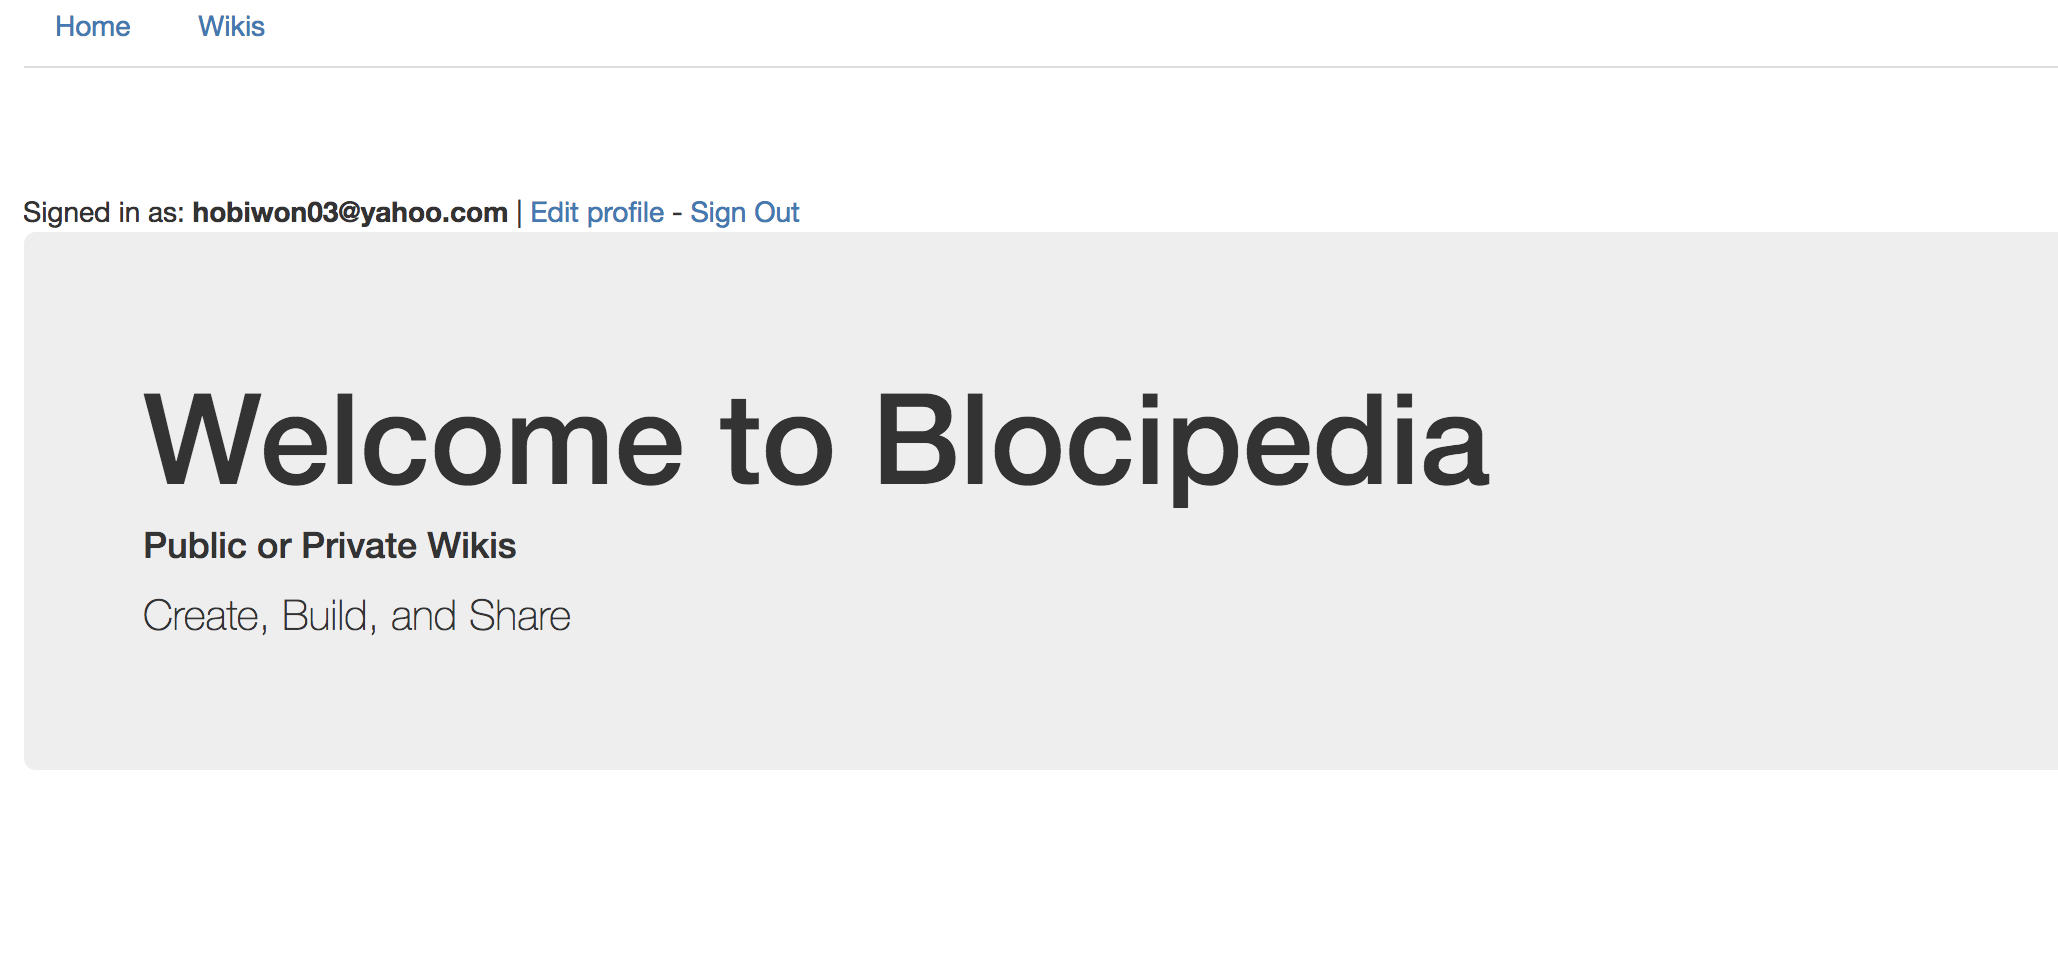 Home Wikis
Signed in as: hobiwon03@yahoo.com | Edit profile - Sign Out
Welcome to Blocipedia
Public or Private Wikis
Create, Build, and Share